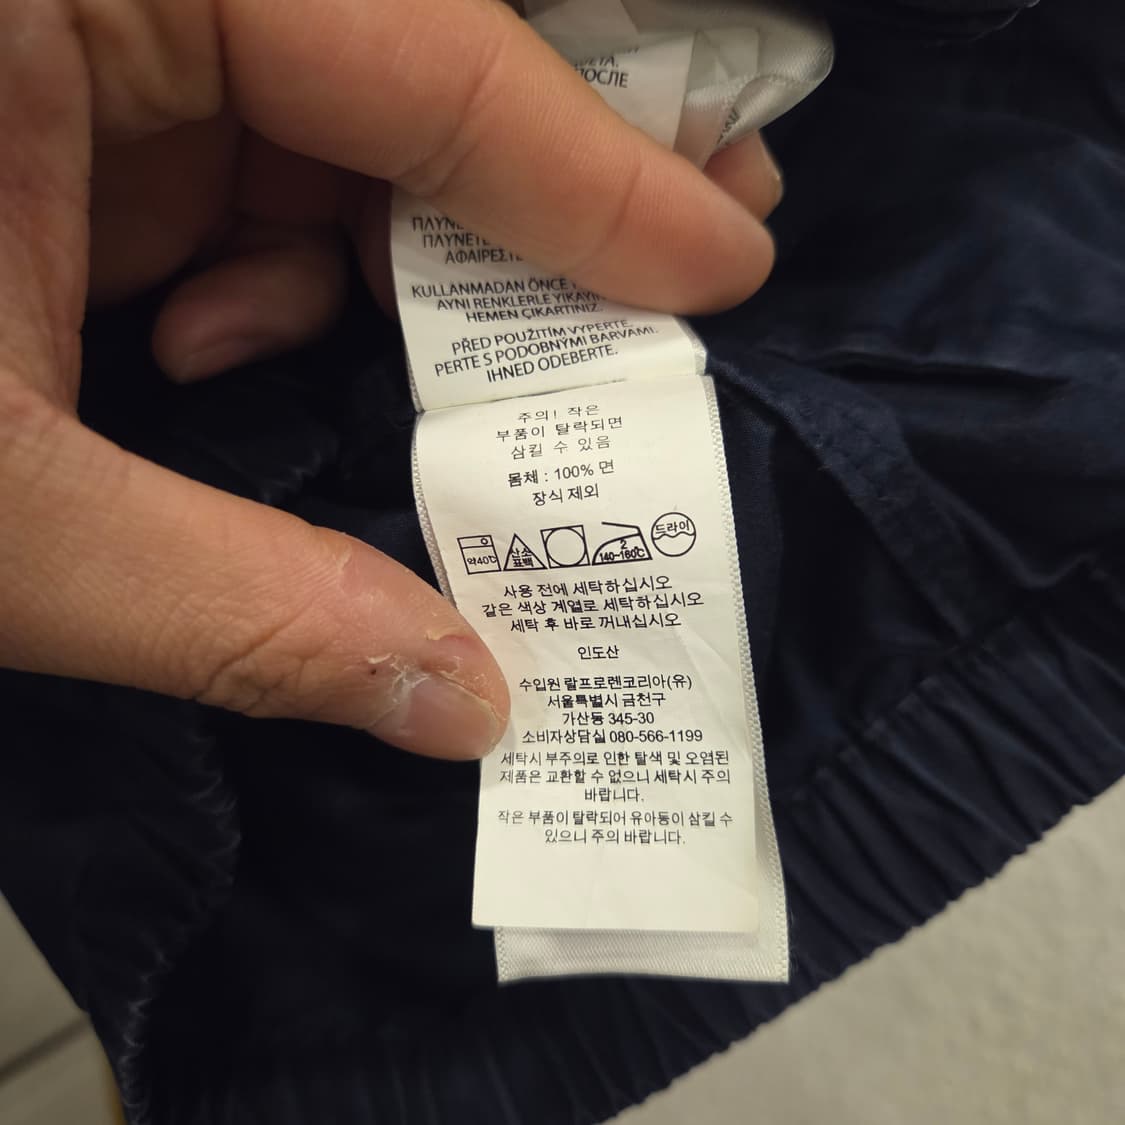 ПОСЛЕ
ΠΛΥΝΕΤΕ
ΑΦΑΙΡΕΣΤΕ
KULLANMADAN ÖNCE
AYNI RENKLERLE YIKAYIN
HEMEN ÇIKARTINIZ.
PŘED POUŽITÍM VYPERTE.
PERTE S PODOBNÝMI BARVAMI.
IHNED ODEBERTE.
주의! 작은
부품이 탈락되면
삼킬 수 있음
몸체 : 100% 면
장식 제외
약40℃ 산소 표백 2 140~160℃ 드라이
사용 전에 세탁하십시오
같은 색상 계열로 세탁하십시오
세탁 후 바로 꺼내십시오
인도산
수입원 랄프로렌코리아(유)
서울특별시 금천구
가산동 345-30
소비자상담실 080-566-1199
세탁시 부주의로 인한 탈색 및 오염된
제품은 교환할 수 없으니 세탁시 주의
바랍니다.
작은 부품이 탈락되어 유아동이 삼킬 수
있으니 주의 바랍니다.